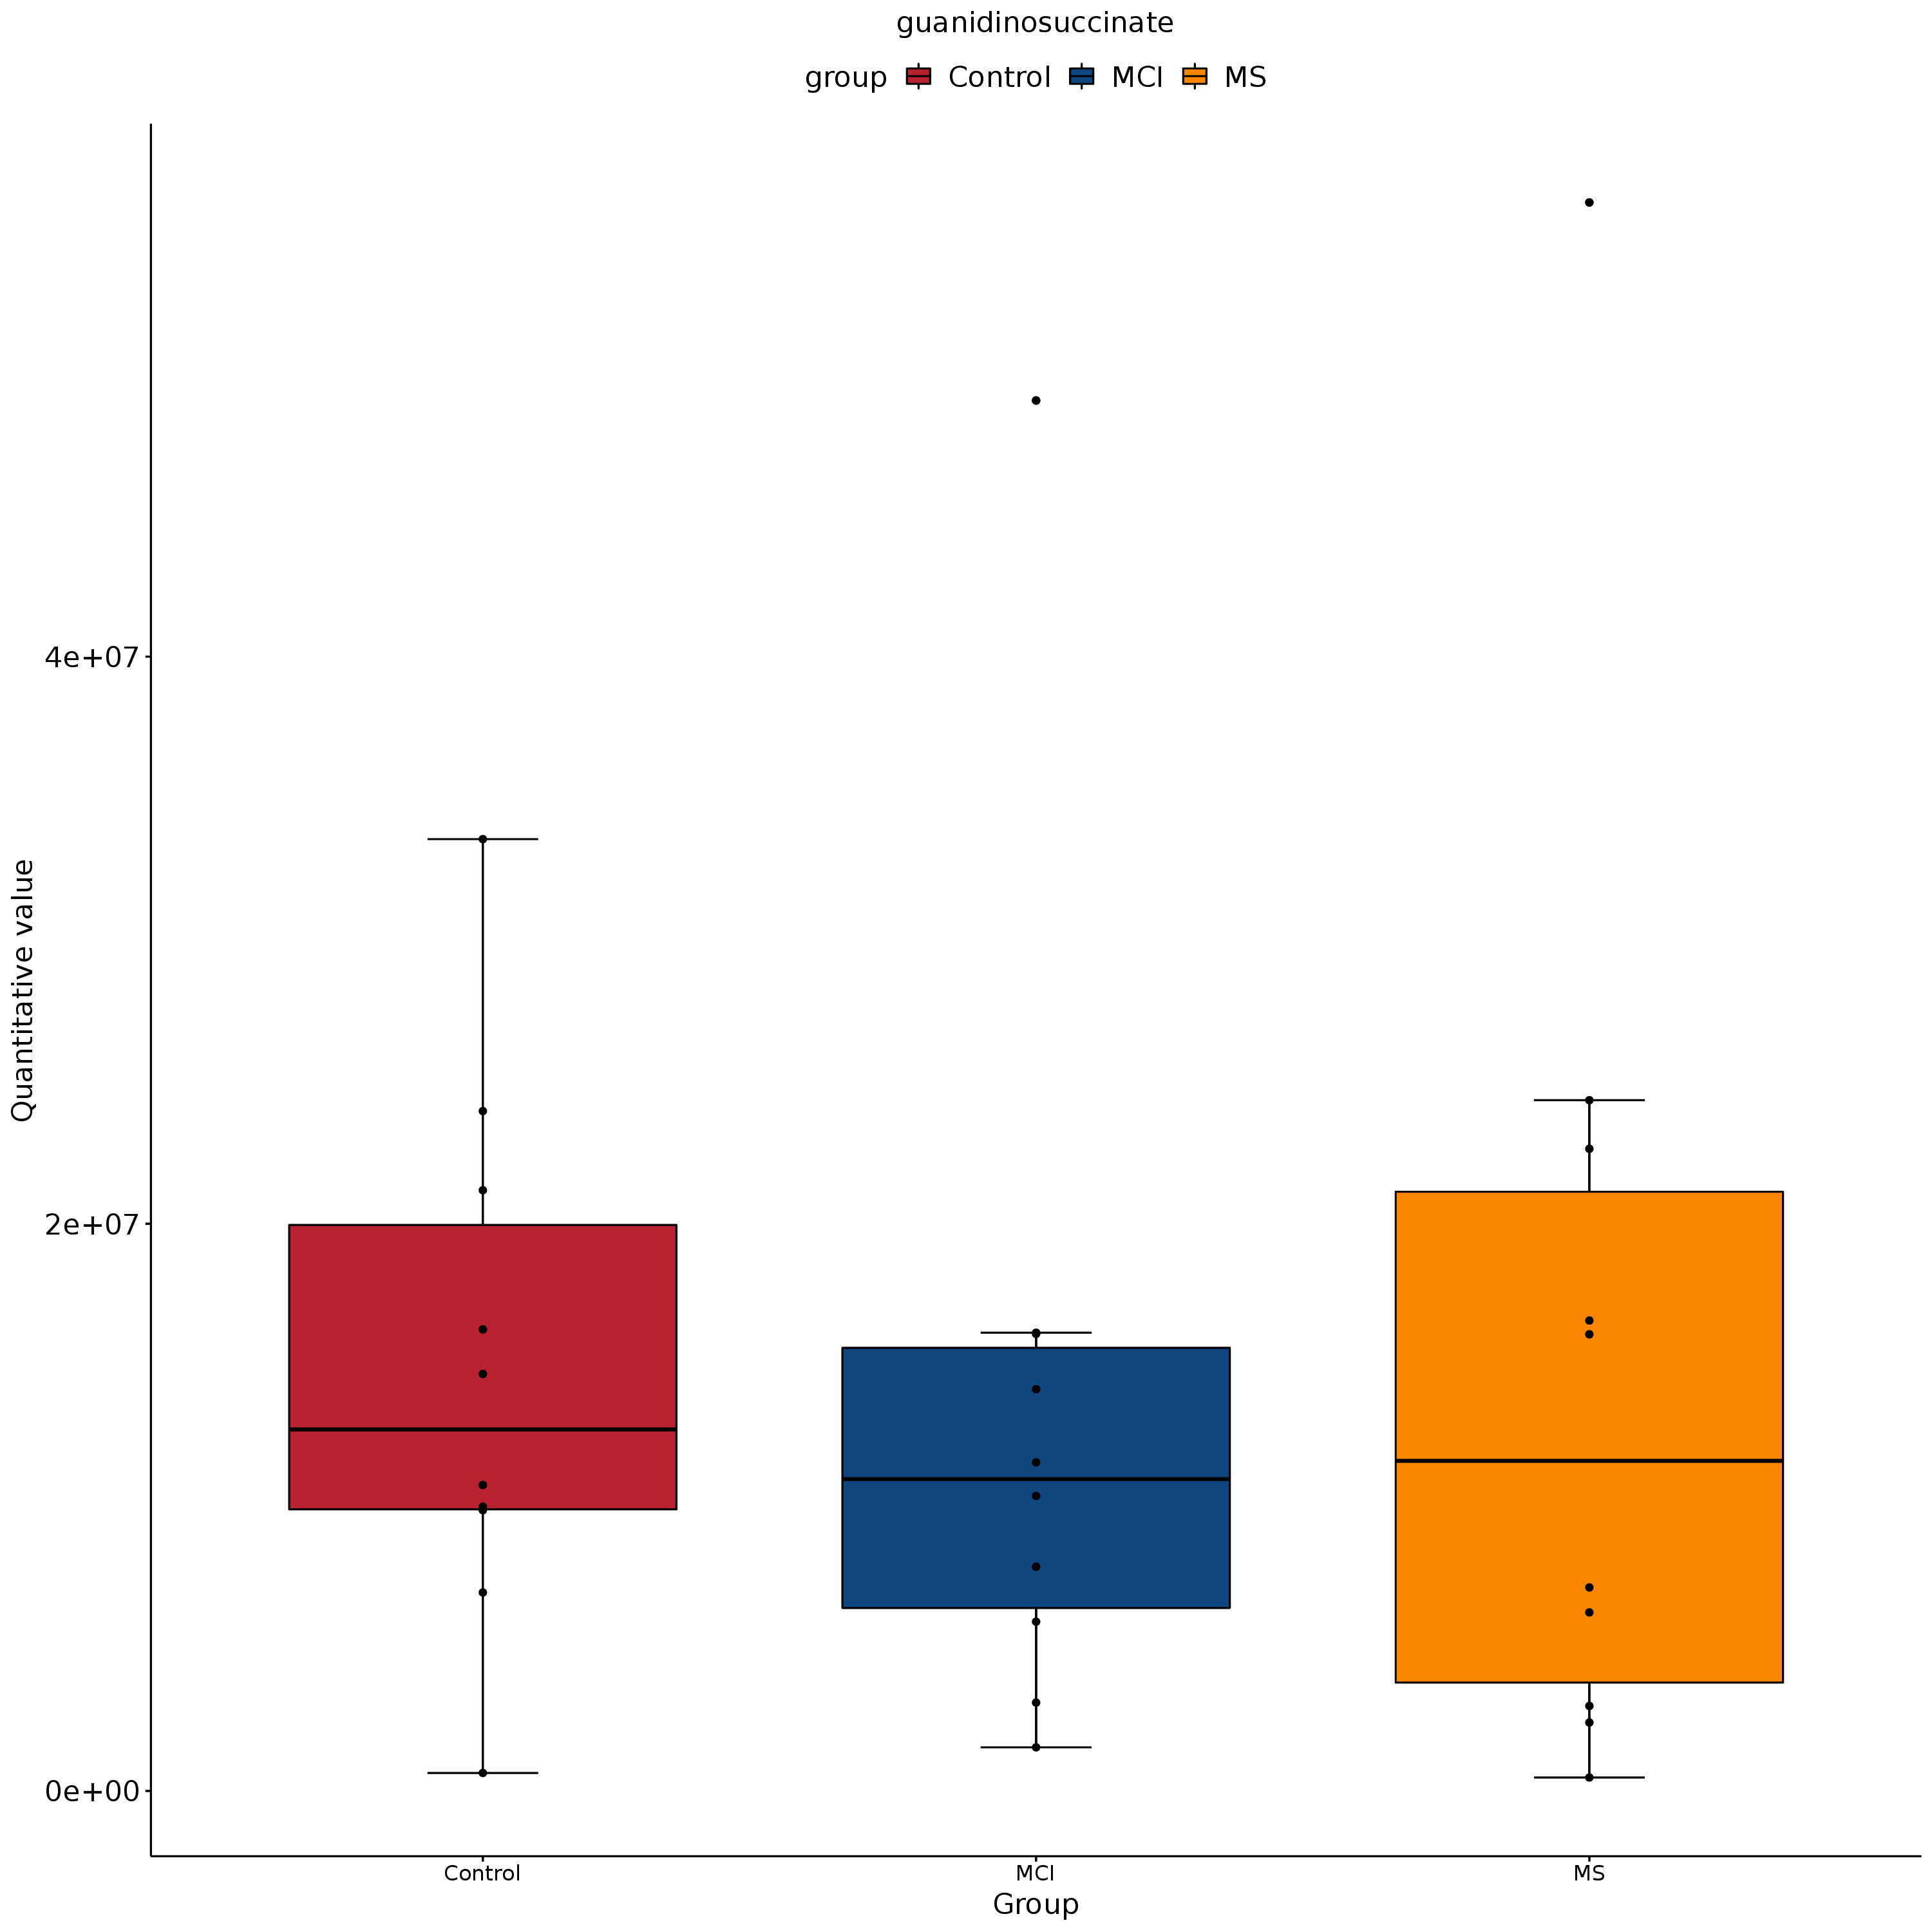 guanidinosuccinate
group Control MCI MS
Quantitative value
4e+07
2e+07
0e+00
Control MCI MS
Group